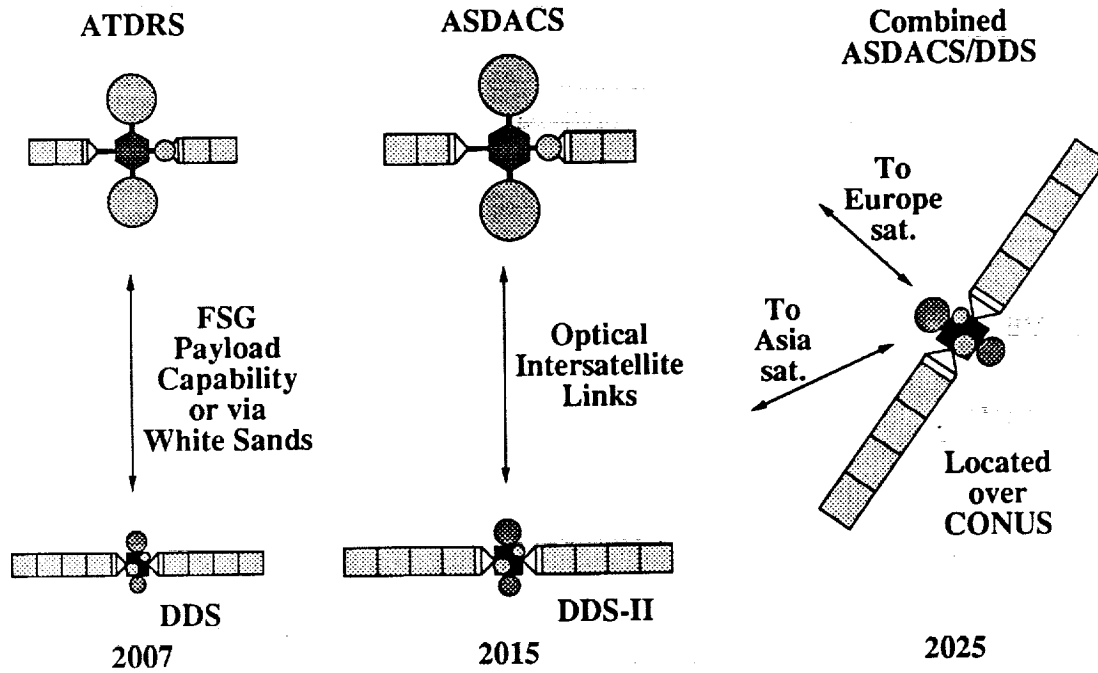 ATDRS
FSG
Payload
Capability
or via
White Sands
DDS
2007
ASDACS
Optical
Intersatellite
Links
DDS-II
2015
Combined
ASDACS/DDS
To
Europe
sat.
To
Asia
sat.
Located
over
CONUS
2025